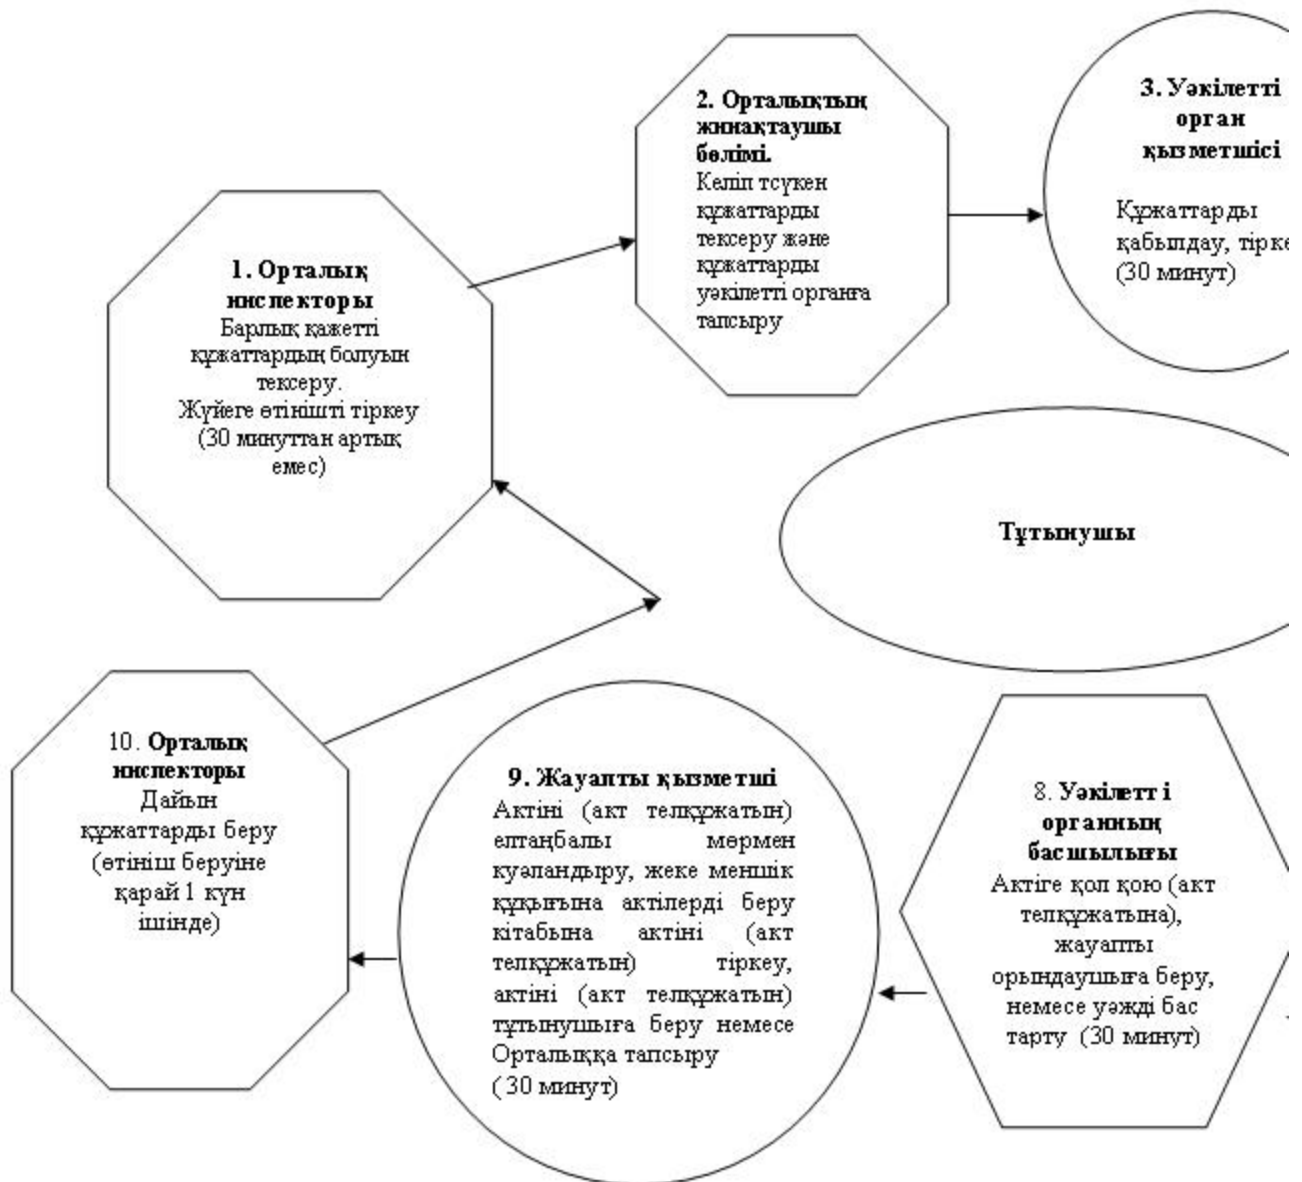 1. Орталық
инспекторы
Барлық қажетті
құжаттардың болуын
тексеру.
Жүйеге өтінішті тіркеу
(30 минуттан артық
емес)
2. Орталықтың
жинақтаушы
бөлімі.
Келіп тсүкен
құжаттарды
тексеру және
құжаттарды
уәкілетті органға
тапсыру
3. Уәкілетті
орган
қызметшісі
Құжаттарды
қабылдау, тірке
(30 минут)
Тұтынушы
10. Орталық
инспекторы
Дайын
құжаттарды беру
(өтініш беруіне
қарай 1 күн
ішінде)
9. Жауапты қызметші
Актіні (акт телқұжатын)
елтаңбалы мөрмен
куәландыру, жеке меншік
құқығына актілерді беру
кітабына актіні (акт
телқұжатын) тіркеу,
актіні (акт телқұжатын)
тұтынушыға беру немесе
Орталыққа тапсыру
( 30 минут)
8. Уәкілетт і
органның
басшылығы
Актіге қол қою (акт
телқұжатына),
жауапты
орындаушыға беру,
немесе уәжді бас
тарту (30 минут)